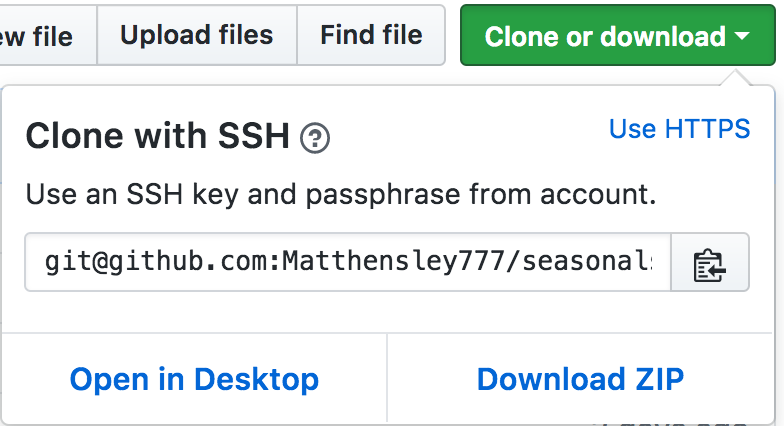 ew file
Upload files
Find file
Clone or download
Clone with SSH ?
Use HTTPS
Use an SSH key and passphrase from account.
git@github.com:Matthensley777/seasonals
Open in Desktop
Download ZIP